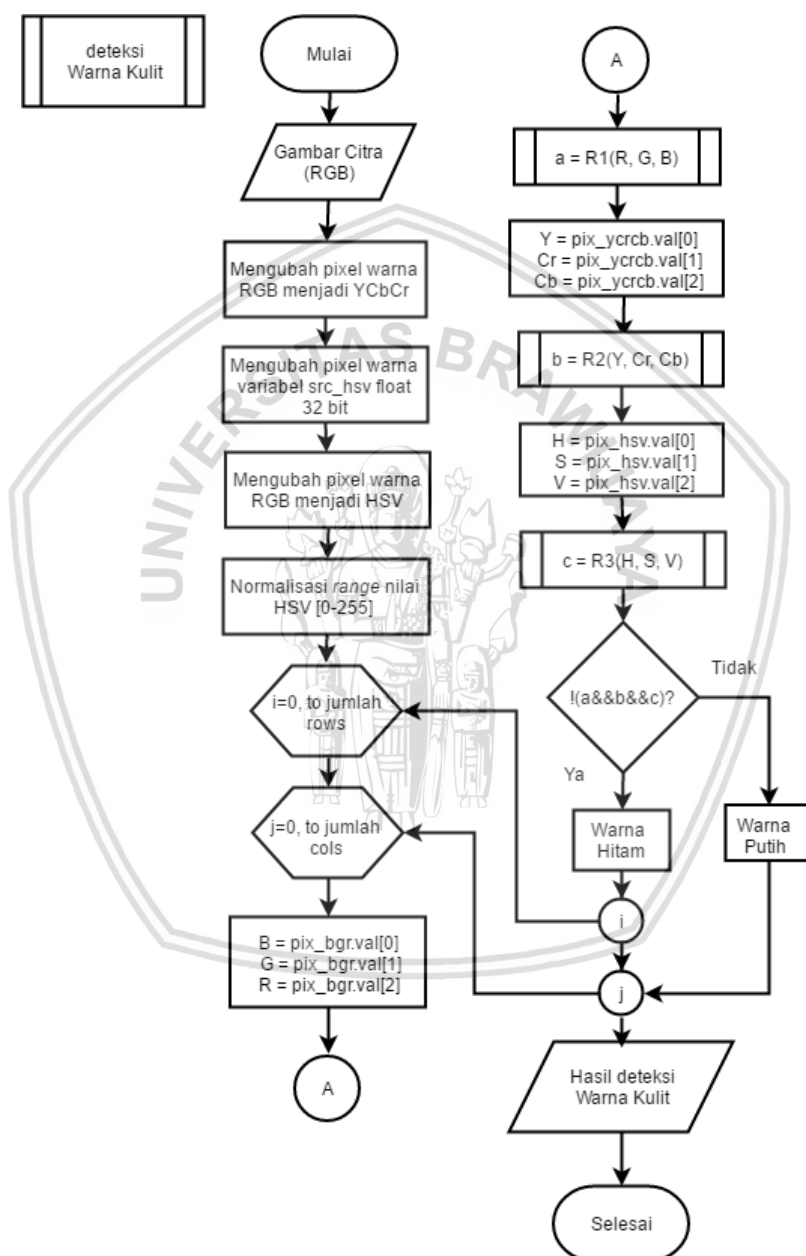 deteksi
Warna Kulit
Mulai
Gambar Citra
(RGB)
Mengubah pixel warna
RGB menjadi YCbCr
Mengubah pixel warna
variabel src_hsv float
32 bit
Mengubah pixel warna
RGB menjadi HSV
Normalisasi range nilai
HSV [0-255]
i=0, to jumlah
rows
j=0, to jumlah
cols
B = pix_bgr.val[0]
G = pix_bgr.val[1]
R = pix_bgr.val[2]
A
A
a = R1(R, G, B)
Y = pix_ycrcb.val[0]
Cr = pix_ycrcb.val[1]
Cb = pix_ycrcb.val[2]
b = R2(Y, Cr, Cb)
H = pix_hsv.val[0]
S = pix_hsv.val[1]
V = pix_hsv.val[2]
c = R3(H, S, V)
!(a&&b&&c)?
Tidak
Ya
Warna
Hitam
Warna
Putih
i
j
Hasil deteksi
Warna Kulit
Selesai
UNIVERSITAS BRAWIJAYA